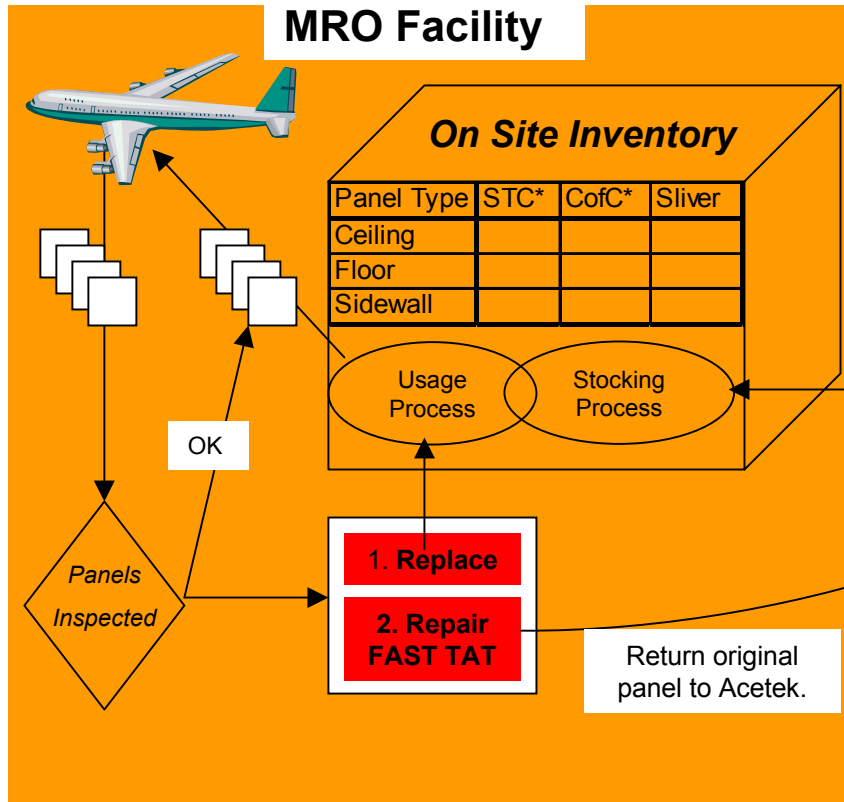 MRO Facility
On Site Inventory
Panel Type STC* CofC* Sliver
Ceiling
Floor
Sidewall
Usage
Process
Stocking
Process
OK
Panels
Inspected
1. Replace
2. Repair
FAST TAT
Return original
panel to Acetek.